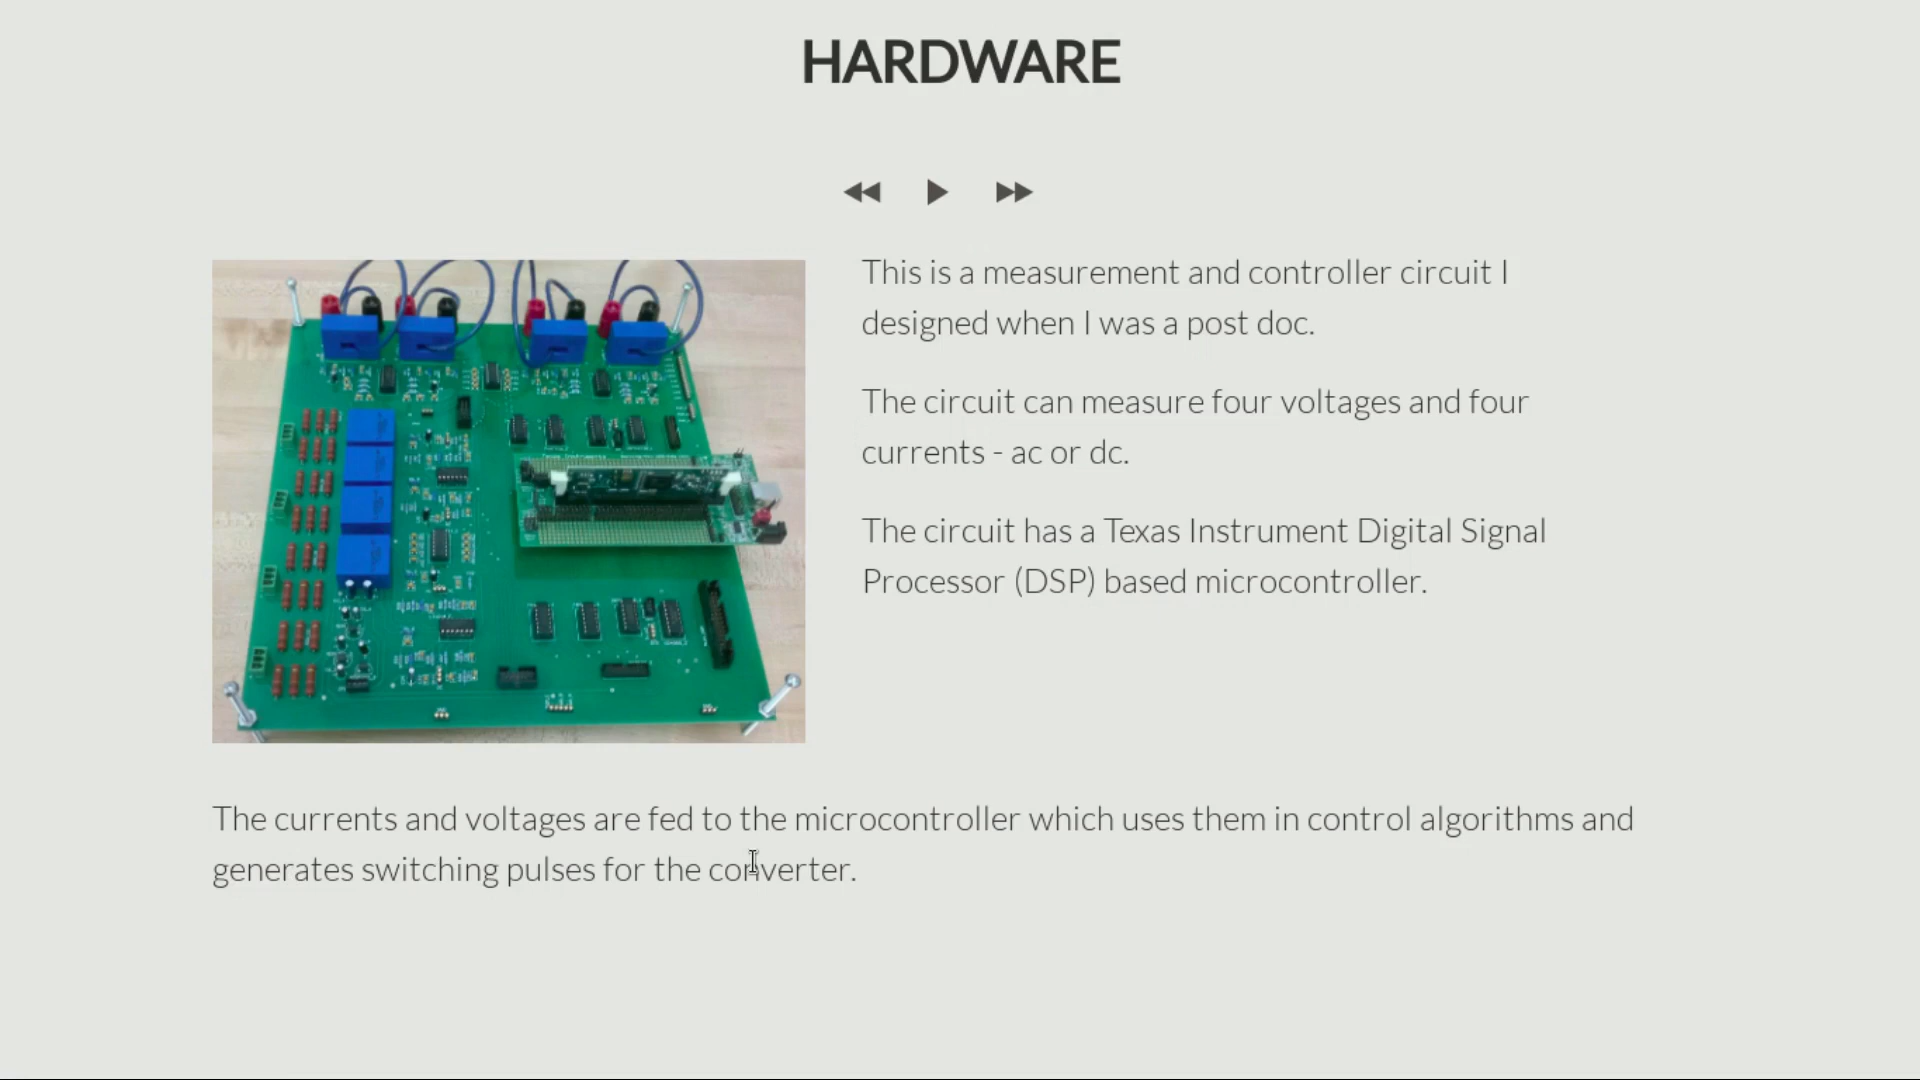 HARDWARE
This is a measurement and controller circuit I
designed when I was a post doc.
The circuit can measure four voltages and four
currents - ac or dc.
The circuit has a Texas Instrument Digital Signal
Processor (DSP) based microcontroller.
The currents and voltages are fed to the microcontroller which uses them in control algorithms and
generates switching pulses for the converter.